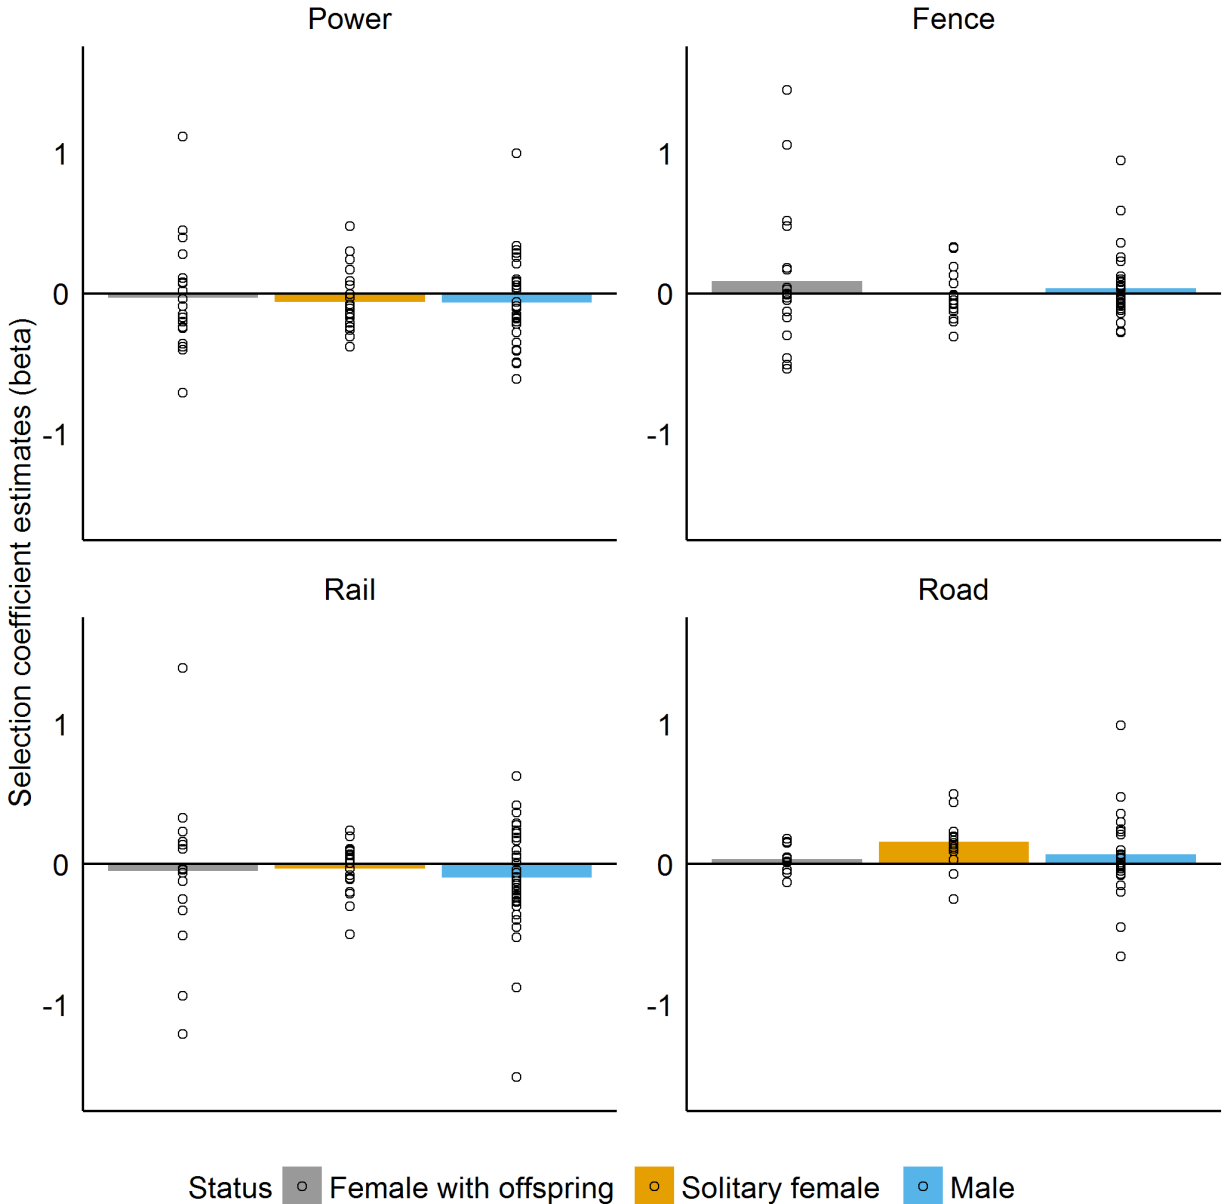 Power
Fence
Selection coefficient estimates (beta)
1
0
-1
1
0
-1
Rail
Road
1
0
-1
1
0
-1
Status Female with offspring Solitary female Male